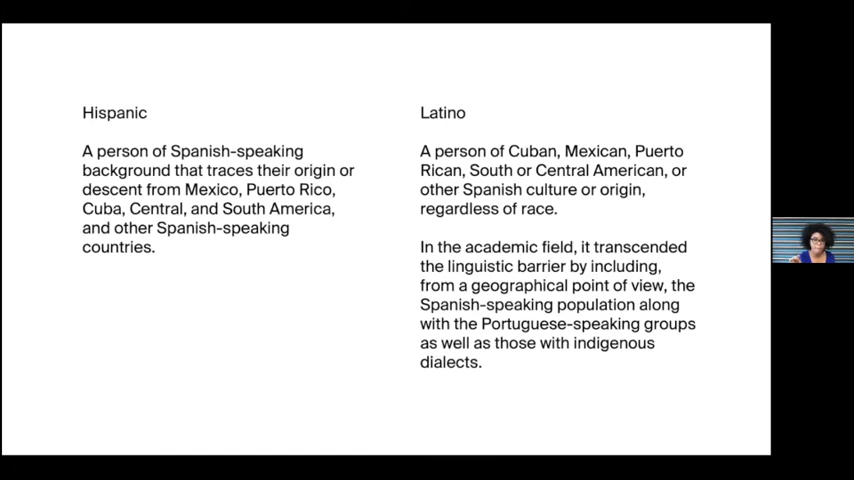 Hispanic
A person of Spanish-speaking
background that traces their origin or
descent from Mexico, Puerto Rico,
Cuba, Central, and South America,
and other Spanish-speaking
countries.
Latino
A person of Cuban, Mexican, Puerto
Rican, South or Central American, or
other Spanish culture or origin,
regardless of race.
In the academic field, it transcended
the linguistic barrier by including,
from a geographical point of view, the
Spanish-speaking population along
with the Portuguese-speaking groups
as well as those with indigenous
dialects.